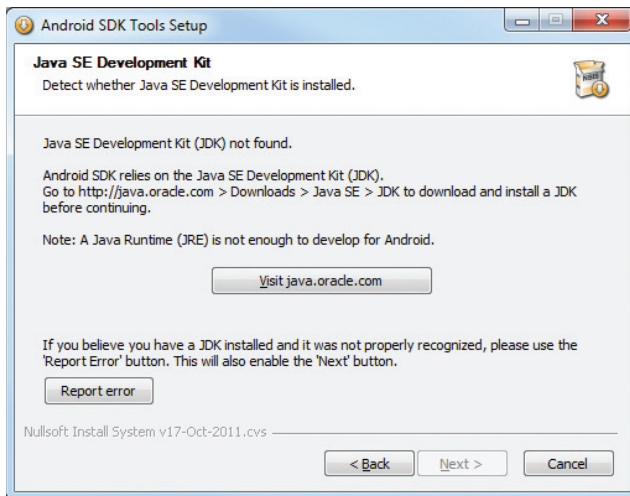 Android SDK Tools Setup
Java SE Development Kit
Detect whether Java SE Development Kit is installed.
Java SE Development Kit (JDK) not found.
Android SDK relies on the Java SE Development Kit (JDK).
Go to http://java.oracle.com > Downloads > Java SE > JDK to download and install a JDK
before continuing.
Note: A Java Runtime (JRE) is not enough to develop for Android.
Visit java.oracle.com
If you believe you have a JDK installed and it was not properly recognized, please use the
'Report Error' button. This will also enable the 'Next' button.
Report error
Nullsoft Install System v17-Oct-2011.cvs
< Back
Next >
Cancel